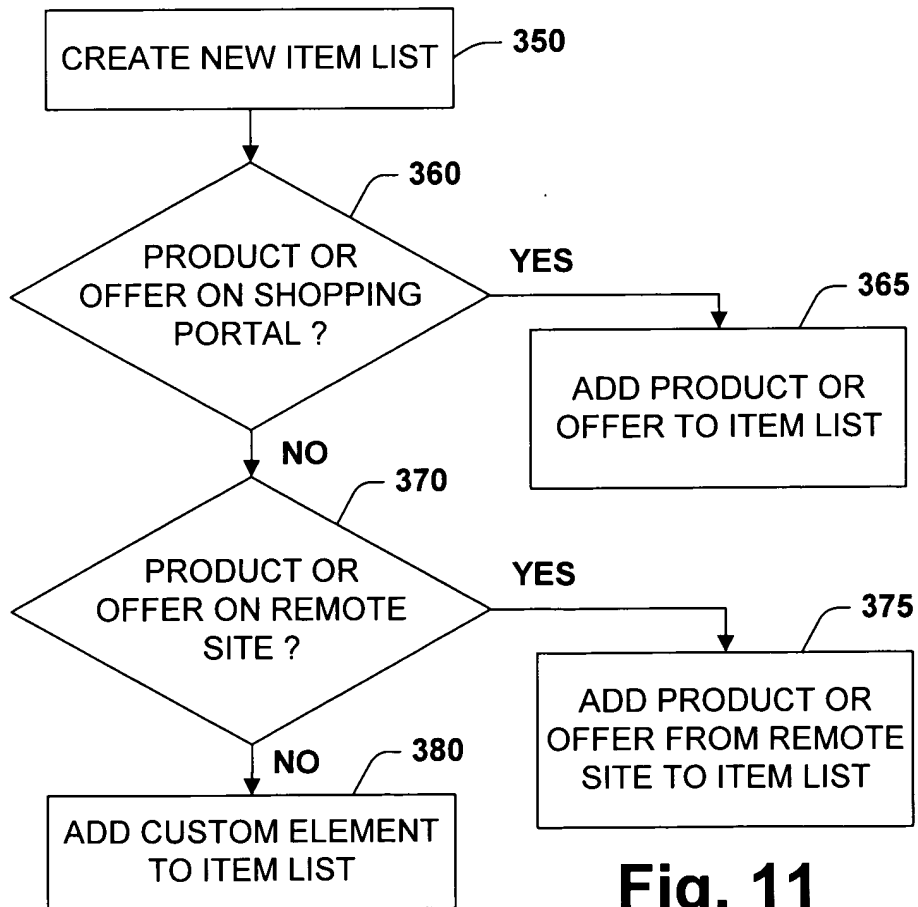 CREATE NEW ITEM LIST
350
360
PRODUCT OR
OFFER ON SHOPPING
PORTAL ?
YES
365
ADD PRODUCT OR
OFFER TO ITEM LIST
NO
370
PRODUCT OR
OFFER ON REMOTE
SITE ?
YES
375
ADD PRODUCT OR
OFFER FROM REMOTE
SITE TO ITEM LIST
NO
380
ADD CUSTOM ELEMENT
TO ITEM LIST
Fig. 11